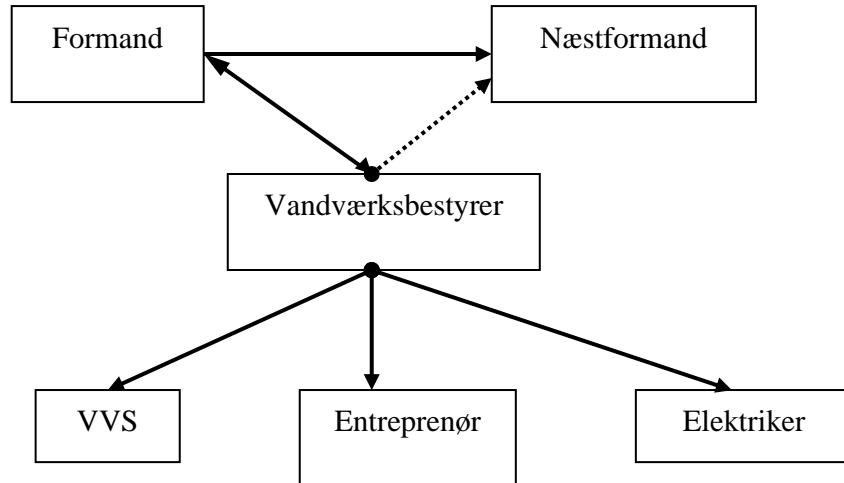 Formand
Næstformand
Vandværksbestyrer
VVS
Entreprenør
Elektriker